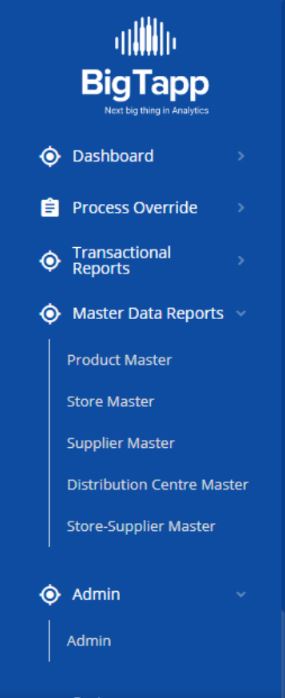 BigTapp
Next big thing in Analytics
Dashboard
Process Override
Transactional
Reports
Master Data Reports
Product Master
Store Master
Supplier Master
Distribution Centre Master
Store-Supplier Master
Admin
Admin